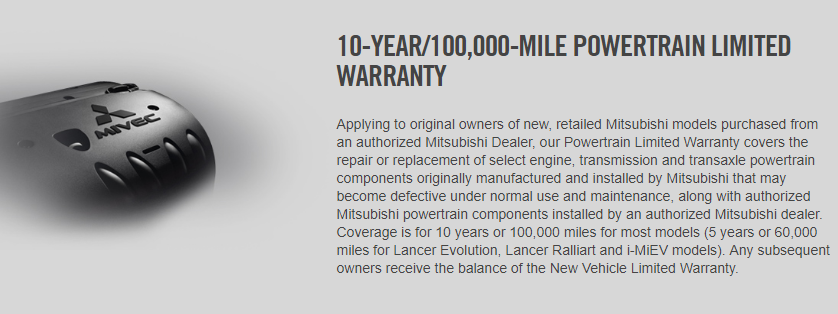 10-YEAR/100,000-MILE POWERTRAIN LIMITED
WARRANTY
MIVEC
Applying to original owners of new, retailed Mitsubishi models purchased from
an authorized Mitsubishi Dealer, our Powertrain Limited Warranty covers the
repair or replacement of select engine, transmission and transaxle powertrain
components originally manufactured and installed by Mitsubishi that may
become defective under normal use and maintenance, along with authorized
Mitsubishi powertrain components installed by an authorized Mitsubishi dealer.
Coverage is for 10 years or 100,000 miles for most models (5 years or 60,000
miles for Lancer Evolution, Lancer Ralliart and i-MiEV models). Any subsequent
owners receive the balance of the New Vehicle Limited Warranty.